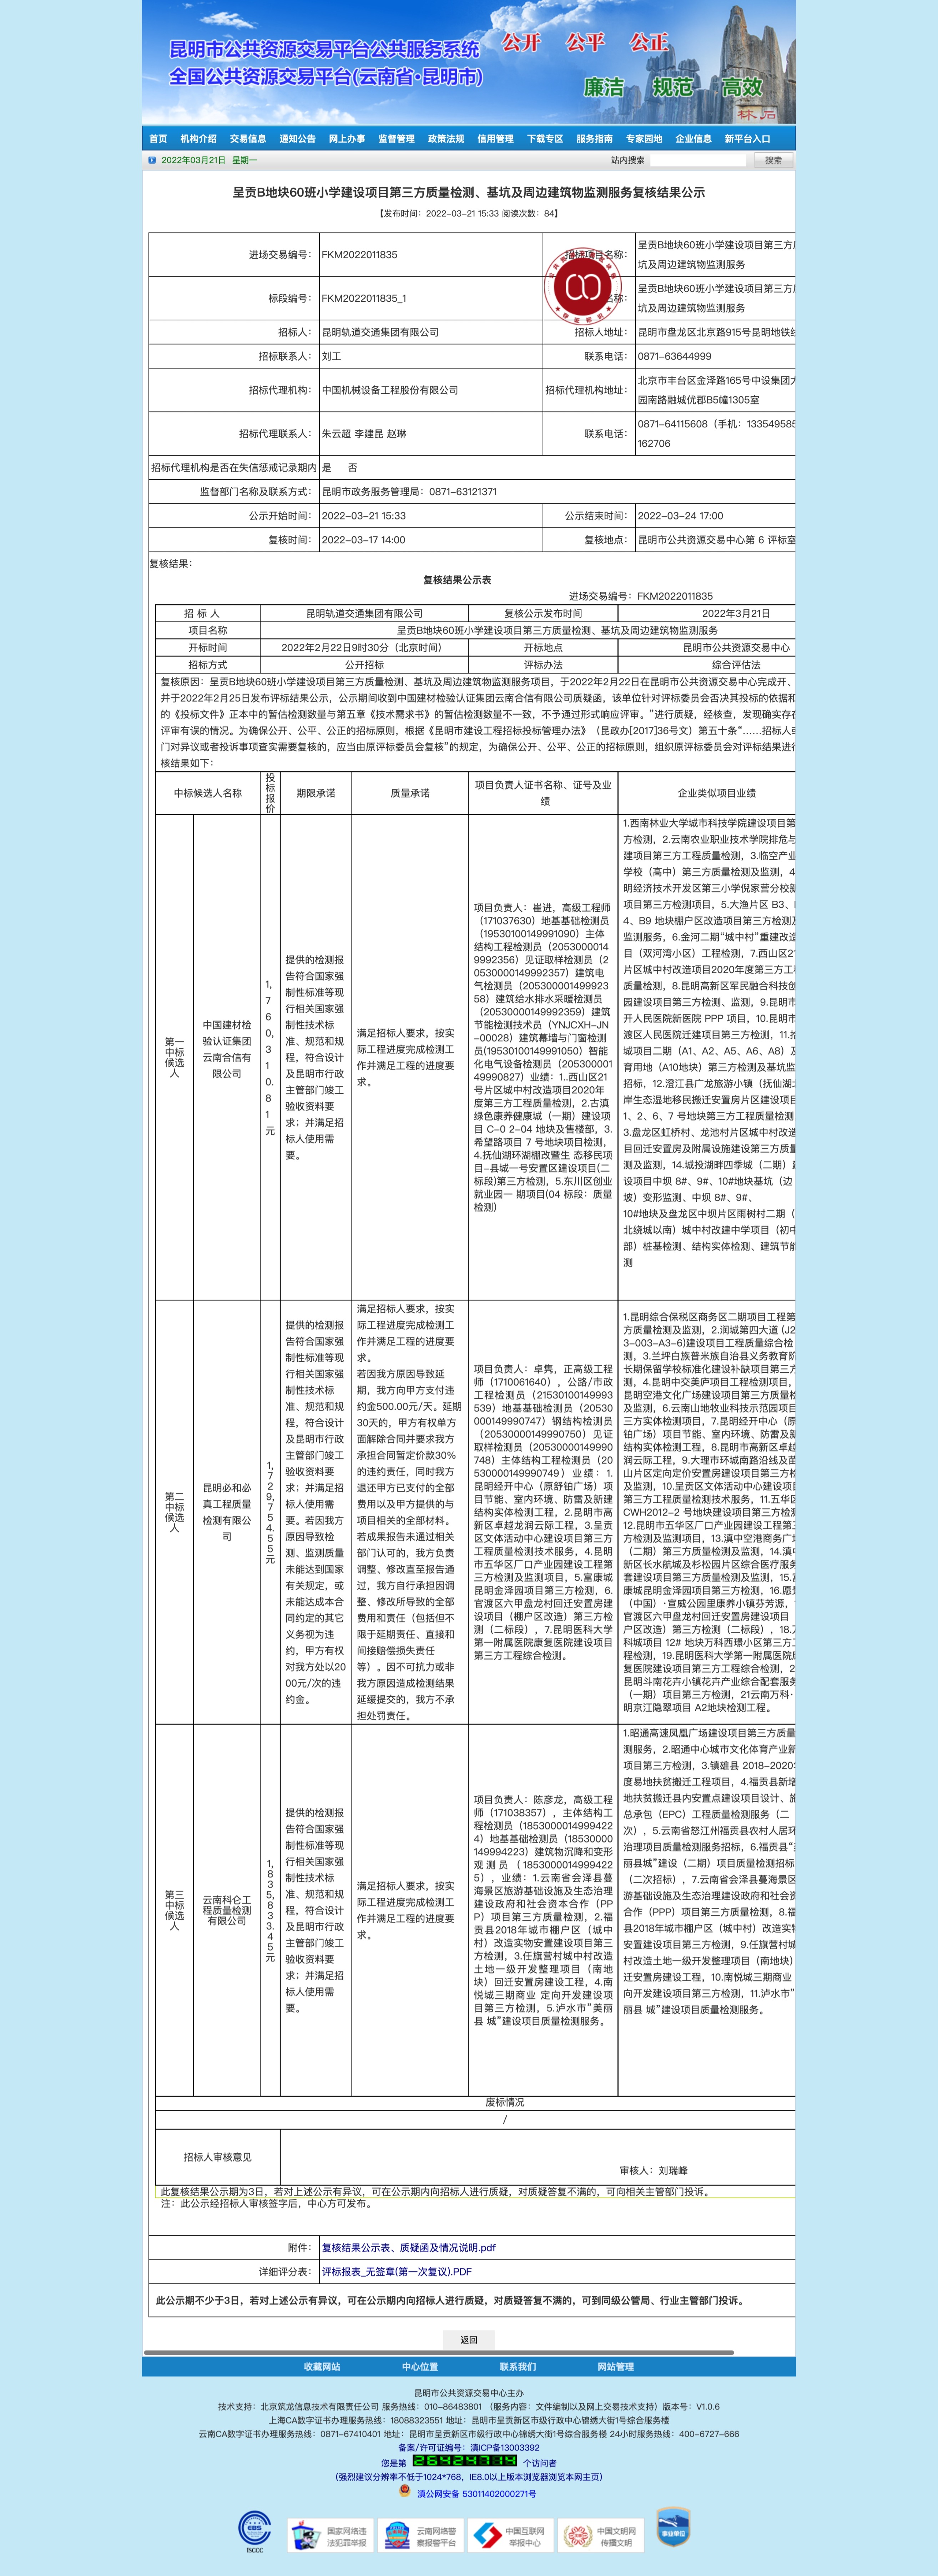 昆明市公共资源交易平台公共服务系统
全国公共资源交易平台(云南省·昆明市)
公开 公平 公正
廉洁 规范 高效
首页 机构介绍 交易信息 通知公告 网上办事 监督管理 政策法规 信用管理 下载专区 服务指南 专家园地 企业信息 新平台入口
2022年03月21日 星期一 站内搜索 搜索
呈贡B地块60班小学建设项目第三方质量检测、基坑及周边建筑物监测服务复核结果公示
【发布时间：2022-03-21 15:33 阅读次数：84】
进场交易编号： FKM2022011835 招标项目名称：
呈贡B地块60班小学建设项目第三方
坑及周边建筑物监测服务
标段编号： FKM2022011835_1 名称：
呈贡B地块60班小学建设项目第三方
坑及周边建筑物监测服务
招标人： 昆明轨道交通集团有限公司 招标人地址： 昆明市盘龙区北京路915号昆明地铁
招标联系人： 刘工 联系电话： 0871-63644999
招标代理机构： 中国机械设备工程股份有限公司 招标代理机构地址：
北京市丰台区金泽路165号中设集团
园南路融城优郡B5幢1305室
招标代理联系人： 朱云超 李建昆 赵琳 联系电话：
0871-64115608（手机：133549585
162706
招标代理机构是否在失信惩戒记录期内 是 否
监督部门名称及联系方式： 昆明市政务服务管理局：0871-63121371
公示开始时间： 2022-03-21 15:33 公示结束时间： 2022-03-24 17:00
复核时间： 2022-03-17 14:00 复核地点： 昆明市公共资源交易中心第 6 评标室
复核结果：
复核结果公示表
进场交易编号：FKM2022011835
招 标 人 昆明轨道交通集团有限公司 复核公示发布时间 2022年3月21日
项目名称 呈贡B地块60班小学建设项目第三方质量检测、基坑及周边建筑物监测服务
开标时间 2022年2月22日9时30分（北京时间） 开标地点 昆明市公共资源交易中心
招标方式 公开招标 评标办法 综合评估法
复核原因：呈贡B地块60班小学建设项目第三方质量检测、基坑及周边建筑物监测服务项目，于2022年2月22日在昆明市公共资源交易中心完成开、
并于2022年2月25日发布评标结果公示，公示期间收到中国建材检验认证集团云南合信有限公司质疑函，该单位针对评标委员会否决其投标的依据和
的《投标文件》正本中的暂估检测数量与第五章《技术需求书》的暂估检测数量不一致，不予通过形式响应评审。”进行质疑，经核查，发现确实存在
评审有误的情况。为确保公开、公平、公正的招标原则，根据《昆明市建设工程招标投标管理办法》（昆政办[2017]36号文）第五十条“……招标人或
门对异议或者投诉事项查实需要复核的，应当由原评标委员会复核”的规定，为确保公开、公平、公正的招标原则，组织原评标委员会对评标结果进行
核结果如下：
中标候选人名称 投标报价 期限承诺 质量承诺 项目负责人证书名称、证号及业绩 企业类似项目业绩
第一中标候选人
中国建材检
验认证集团
云南合信有
限公司
1,760,310.81元
提供的检测报
告符合国家强
制性标准等现
行相关国家强
制性技术标
准、规范和规
程，符合设计
及昆明市行政
主管部门竣工
验收资料要
求；并满足招
标人使用需
要。
满足招标人要求，按实
际工程进度完成检测工
作并满足工程的进度要
求。
项目负责人：崔进，高级工程师
（171037630）地基基础检测员
（19530100149991090）主体
结构工程检测员（2053000014
9992356）见证取样检测员（2
0530000149992357）建筑电
气检测员（205300001499923
58）建筑给水排水采暖检测员
（20530000149992359）建筑
节能检测技术员（YNJCXH-JN
-00028）建筑幕墙与门窗检测
员(19530100149991050）智能
化电气设备检测员（205300001
49990827）业绩：1..西山区21
号片区城中村改造项目2020年
度第三方工程质量检测，2.古滇
绿色康养健康城（一期）建设项
目 C-0 2-04 地块及售楼部，3.
希望路项目 7 号地块项目检测，
4.抚仙湖环湖棚改暨生 态移民项
目-县城一号安置区建设项目(二
标段)第三方检测，5.东川区创业
就业园一 期项目(04 标段：质量
检测)
1.西南林业大学城市科技学院建设项目第
方检测，2.云南农业职业技术学院排危与
建项目第三方工程质量检测，3.临空产业
学校（高中）第三方质量检测及监测，4
明经济技术开发区第三小学倪家营分校新
项目第三方检测项目，5.大渔片区 B3、
4、B9 地块棚户区改造项目第三方检测及
监测服务，6.金河二期“城中村”重建改造
目（双河湾小区）工程检测，7.西山区21
片区城中村改造项目2020年度第三方工程
质量检测，8.昆明高新区军民融合科技创
园建设项目第三方检测、监测，9.昆明市
开人民医院新医院 PPP 项目，10.昆明市
渡区人民医院迁建项目第三方检测，11.
城项目二期（A1、A2、A5、A6、A8）及
育用地（A10地块）第三方检测及基坑监
招标，12.澄江县广龙旅游小镇（抚仙湖北
岸生态湿地移民搬迁安置房片区建设项目
1、2、6、7 号地块第三方工程质量检测
3.盘龙区虹桥村、龙池村片区城中村改造
目回迁安置房及附属设施建设第三方质量
测及监测，14.城投湖畔四季城（二期）建
设项目中坝 8#、9#、10#地块基坑（边
坡）变形监测、中坝 8#、9#、
10#地块及盘龙区中坝片区雨树村二期（
北绕城以南）城中村改建中学项目（初中
部）桩基检测、结构实体检测、建筑节能
测
第二中标候选人
昆明必和必
真工程质量
检测有限公
司
1,729,754.55元
提供的检测报
告符合国家强
制性标准等现
行相关国家强
制性技术标
准、规范和规
程，符合设计
及昆明市行政
主管部门竣工
验收资料要
求；并满足招
标人使用需
要。若因我方
原因导致检
测、监测质量
未能达到国家
有关规定，或
未能达成本合
同约定的其它
义务视为违
约，甲方有权
对我方处以20
00元/次的违
约金。
满足招标人要求，按实
际工程进度完成检测工
作并满足工程的进度要
求。
若因我方原因导致延
期，我方向甲方支付违
约金500.00元/天。延期
30天的，甲方有权单方
面解除合同并要求我方
承担合同暂定价款30%
的违约责任，同时我方
退还甲方已支付的全部
费用以及甲方提供的与
项目相关的全部材料。
若成果报告未通过相关
部门认可的，我方负责
调整、修改直至报告通
过，我方自行承担因调
整、修改所导致的全部
费用和责任（包括但不
限于延期责任、直接和
间接赔偿损失责任
等）。因不可抗力或非
我方原因造成检测结果
延缓提交的，我方不承
担处罚责任。
项目负责人：卓隽，正高级工程
师（1710061640），公路/市政
工程检测员（21530100149993
539）地基基础检测员（20530
000149990747）钢结构检测员
（20530000149990750）见证
取样检测员（20530000149990
748）主体结构工程检测员（20
530000149990749）业绩：1.
昆明经开中心（原舒铂广场）项
目节能、室内环境、防雷及新建
结构实体检测工程，2.昆明市高
新区卓越龙润云际工程，3.呈贡
区文体活动中心建设项目第三方
工程质量检测技术服务，4.昆明
市五华区厂口产业园建设工程第
三方检测及监测项目，5.富康城
昆明金泽园项目第三方检测，6.
官渡区六甲盘龙村回迁安置房建
设项目（棚户区改造）第三方检
测（二标段），7.昆明医科大学
第一附属医院康复医院建设项目
第三方工程综合检测。
1.昆明综合保税区商务区二期项目工程第
方质量检测及监测，2.润城第四大道 (J2
3-003-A3-6)建设项目工程质量综合检
测，3.兰坪白族普米族自治县义务教育阶
长期保留学校标准化建设补缺项目第三方
测，4.昆明中交美庐项目工程检测项目，
昆明空港文化广场建设项目第三方质量检
及监测，6.云南山地牧业科技示范园项目
三方实体检测项目，7.昆明经开中心（原
铂广场）项目节能、室内环境、防雷及新
结构实体检测工程，8.昆明市高新区卓越
润云际工程，9.大理市环城南路沿线及苗
山片区定向定价安置房建设项目第三方检
及监测，10.呈贡区文体活动中心建设项目
第三方工程质量检测技术服务，11.五华区
CWH2012-2 号地块建设项目第三方检测
12.昆明市五华区厂口产业园建设工程第三
方检测及监测项目，13.滇中空港商务广场
（二期）第三方质量检测及监测，14.滇中
新区长水航城及杉松园片区综合医疗服务
套建设项目第三方质量检测及监测，15.富
康城昆明金泽园项目第三方检测，16.愿景
（中国）·宣威公园里康养小镇芬芳源，
官渡区六甲盘龙村回迁安置房建设项目
户区改造）第三方检测（二标段），18.万
科城项目 12# 地块万科西璟小区第三方工
程检测，19.昆明医科大学第一附属医院康
复医院建设项目第三方工程综合检测，2
昆明斗南花卉小镇花卉产业综合配套服务
（一期）项目第三方检测，21云南万科·
明京江隐翠项目 A2地块检测工程。
第三中标候选人
云南科仑工
程质量检测
有限公司
1,835,833.45元
提供的检测报
告符合国家强
制性标准等现
行相关国家强
制性技术标
准、规范和规
程，符合设计
及昆明市行政
主管部门竣工
验收资料要
求；并满足招
标人使用需
要。
满足招标人要求，按实
际工程进度完成检测工
作并满足工程的进度要
求。
项目负责人：陈彦龙，高级工程
师（171038357），主体结构工
程检测员（1853000014999422
4）地基基础检测员（18530000
149994223）建筑物沉降和变形
观测员（1853000014999422
5），业绩：1.云南省会泽县蔓
海景区旅游基础设施及生态治理
建设政府和社会资本合作（PP
P）项目第三方质量检测，2.福
贡县2018年城市棚户区（城中
村）改造实物安置建设项目第三
方检测，3.任旗营村城中村改造
土地一级开发整理项目（南地
块）回迁安置房建设工程，4.南
悦城三期商业 定向开发建设项
目第三方检测，5.泸水市“美丽
县 城”建设项目质量检测服务。
1.昭通高速凤凰广场建设项目第三方质量
测服务，2.昭通中心城市文化体育产业新
项目第三方检测，3.镇雄县 2018-2020年
度易地扶贫搬迁工程项目，4.福贡县新增
地扶贫搬迁县内安置点建设项目设计、施
总承包（EPC）工程质量检测服务（二
次），5.云南省怒江州福贡县农村人居环
治理项目质量检测服务招标，6.福贡县“
丽县城”建设（二期）项目质量检测招标
（二次招标），7.云南省会泽县蔓海景区
游基础设施及生态治理建设政府和社会资
合作（PPP）项目第三方质量检测，8.福
县2018年城市棚户区（城中村）改造实物
安置建设项目第三方检测，9.任旗营村城
村改造土地一级开发整理项目（南地块）
迁安置房建设工程，10.南悦城三期商业
向开发建设项目第三方检测，11.泸水市“
丽县 城”建设项目质量检测服务。
废标情况
/
招标人审核意见
审核人：刘瑞峰
此复核结果公示期为3日，若对上述公示有异议，可在公示期内向招标人进行质疑，对质疑答复不满的，可向相关主管部门投诉。
注：此公示经招标人审核签字后，中心方可发布。
附件： 复核结果公示表、质疑函及情况说明.pdf
详细评分表： 评标报表_无签章(第一次复议).PDF
此公示期不少于3日，若对上述公示有异议，可在公示期内向招标人进行质疑，对质疑答复不满的，可到同级公管局、行业主管部门投诉。
返回
收藏网站 中心位置 联系我们 网站管理
昆明市公共资源交易中心主办
技术支持：北京筑龙信息技术有限责任公司 服务热线：010-86483801 （服务内容：文件编制以及网上交易技术支持）版本号：V1.0.6
上海CA数字证书办理服务热线：18088323551 地址：昆明市呈贡新区市级行政中心锦绣大街1号综合服务楼
云南CA数字证书办理服务热线：0871-67410401 地址：昆明市呈贡新区市级行政中心锦绣大街1号综合服务楼 24小时服务热线：400-6727-666
备案/许可证编号：滇ICP备13003392
您是第 26424714 个访问者
（强烈建议分辨率不低于1024*768，IE8.0以上版本浏览器浏览本网主页）
滇公网安备 53011402000271号
EBS
ISCCC
国家网络违
法犯罪举报
云南网络警
察报警平台
中国互联网
举报中心
中国文明网
传播文明
事业单位